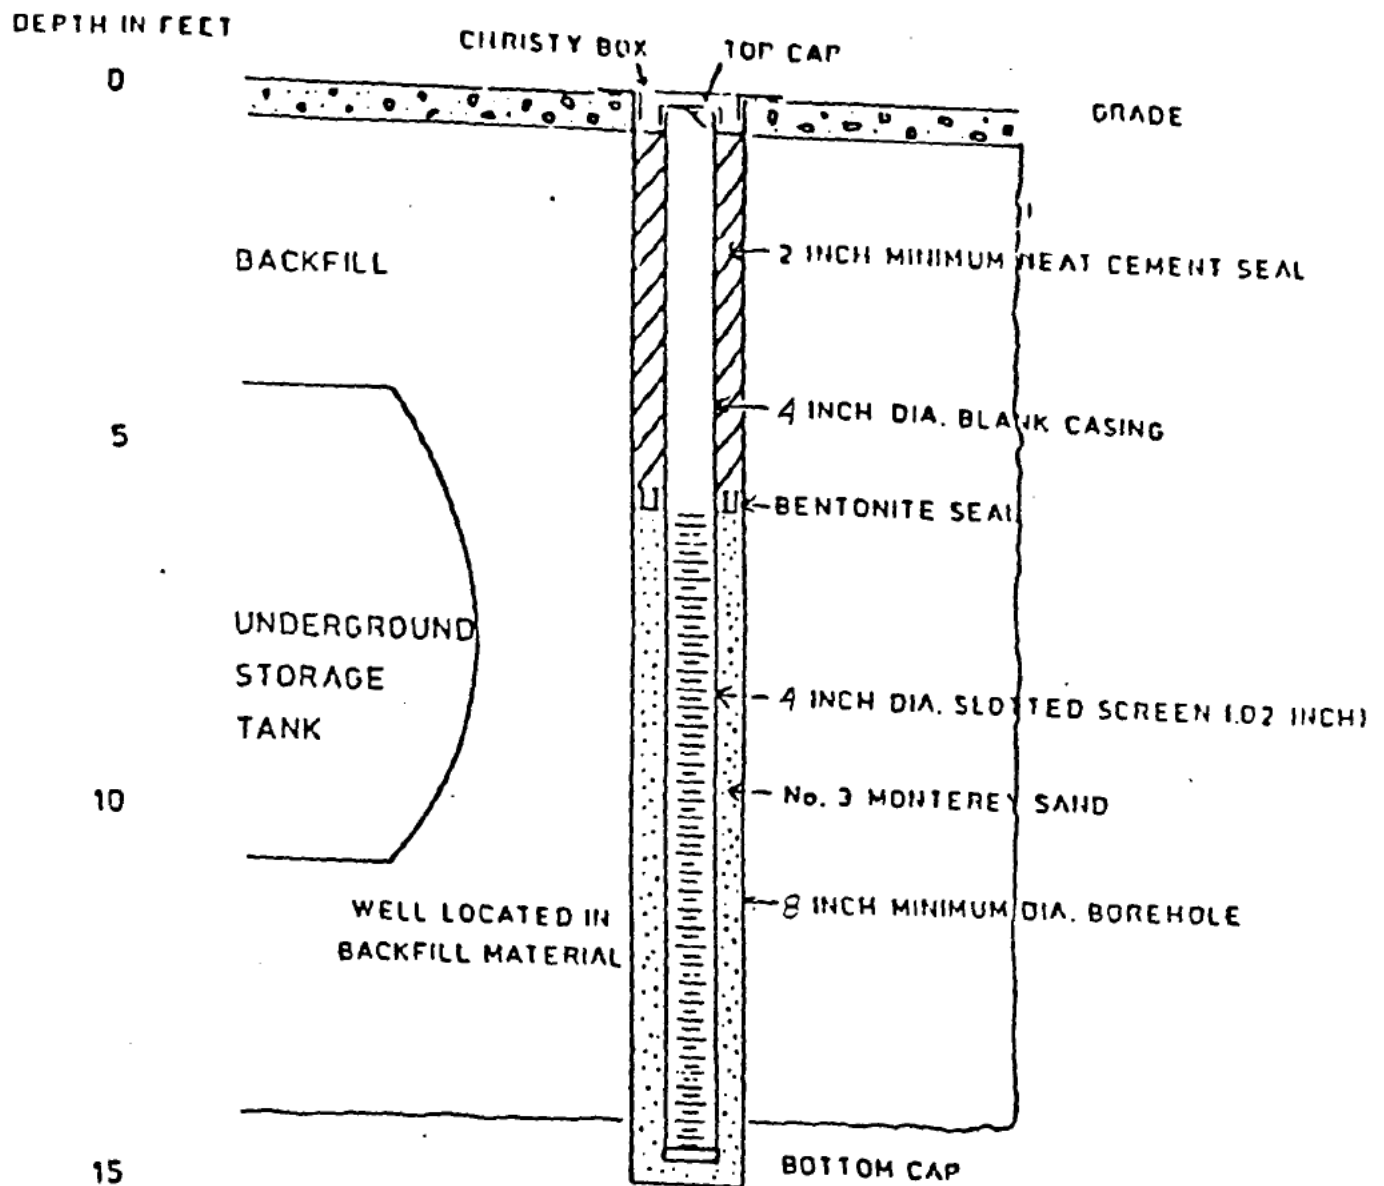 DEPTH IN FEET
CHRISTY BOX
TOP CAP
0
GRADE
BACKFILL
2 INCH MINIMUM NEAT CEMENT SEAL
4 INCH DIA. BLANK CASING
5
BENTONITE SEAL
UNDERGROUND
STORAGE
TANK
4 INCH DIA. SLOTTED SCREEN (.02 INCH)
10
No. 3 MONTEREY SAND
WELL LOCATED IN
BACKFILL MATERIAL
8 INCH MINIMUM DIA. BOREHOLE
15
BOTTOM CAP